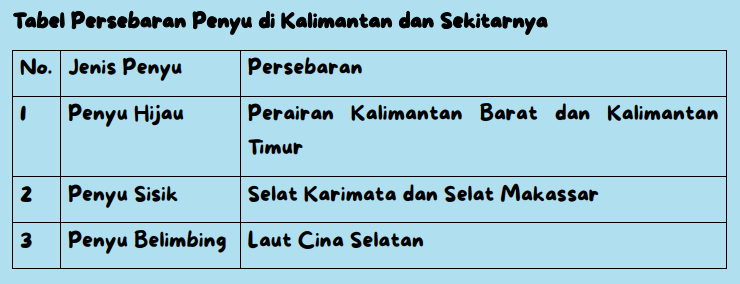 Tabel Persebaran Penyu di Kalimantan dan Sekitarnya
No. Jenis Penyu Persebaran
1 Penyu Hijau Perairan Kalimantan Barat dan Kalimantan
Timur
2 Penyu Sisik Selat Karimata dan Selat Makassar
3 Penyu Belimbing Laut Cina Selatan